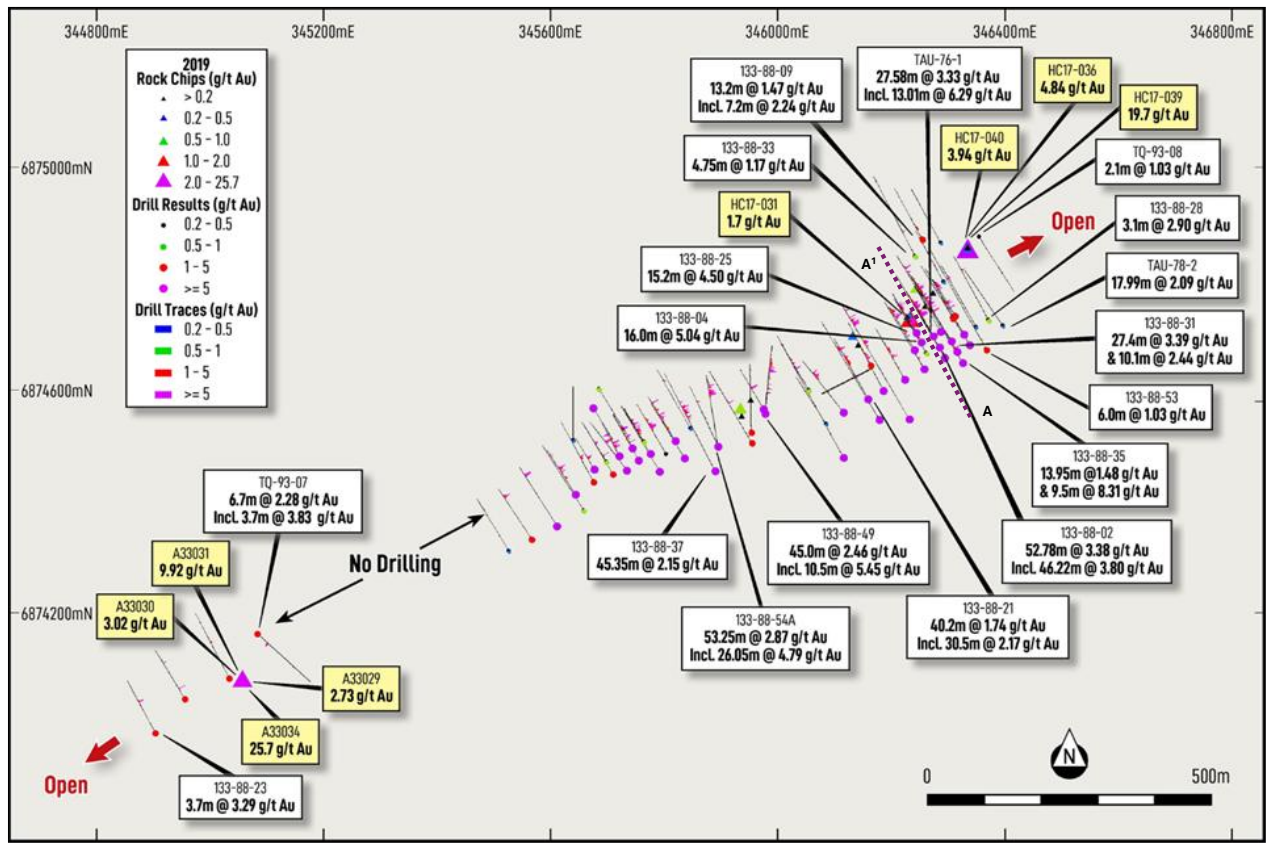 344800mE
345200mE
345600mE
346000mE
346400mE
346800mE
6875000mN
6874600mN
6874200mN
2019
Rock Chips (g/t Au)
> 0.2
0.2 - 0.5
0.5 - 1.0
1.0 - 2.0
2.0 - 25.7
Drill Results (g/t Au)
0.2 - 0.5
0.5 - 1
1 - 5
>= 5
Drill Traces (g/t Au)
0.2 - 0.5
0.5 - 1
1 - 5
>= 5
133-88-09
13.2m @ 1.47 g/t Au
Incl. 7.2m @ 2.24 g/t Au
TAU-76-1
27.58m @ 3.33 g/t Au
Incl. 13.01m @ 6.29 g/t Au
HC17-036
4.84 g/t Au
HC17-039
19.7 g/t Au
HC17-040
3.94 g/t Au
133-88-33
4.75m @ 1.17 g/t Au
TQ-93-08
2.1m @ 1.03 g/t Au
HC17-031
1.7 g/t Au
133-88-28
3.1m @ 2.90 g/t Au
Open
133-88-25
15.2m @ 4.50 g/t Au
A¹
TAU-78-2
17.99m @ 2.09 g/t Au
133-88-04
16.0m @ 5.04 g/t Au
133-88-31
27.4m @ 3.39 g/t Au
& 10.1m @ 2.44 g/t Au
A
133-88-53
6.0m @ 1.03 g/t Au
133-88-35
13.95m @1.48 g/t Au
& 9.5m @ 8.31 g/t Au
TQ-93-07
6.7m @ 2.28 g/t Au
Incl. 3.7m @ 3.83 g/t Au
No Drilling
133-88-37
45.35m @ 2.15 g/t Au
133-88-49
45.0m @ 2.46 g/t Au
Incl. 10.5m @ 5.45 g/t Au
133-88-02
52.78m @ 3.38 g/t Au
Incl. 46.22m @ 3.80 g/t Au
A33031
9.92 g/t Au
A33030
3.02 g/t Au
133-88-54A
53.25m @ 2.87 g/t Au
Incl. 26.05m @ 4.79 g/t Au
133-88-21
40.2m @ 1.74 g/t Au
Incl. 30.5m @ 2.17 g/t Au
A33029
2.73 g/t Au
A33034
25.7 g/t Au
Open
133-88-23
3.7m @ 3.29 g/t Au
N
0
500m